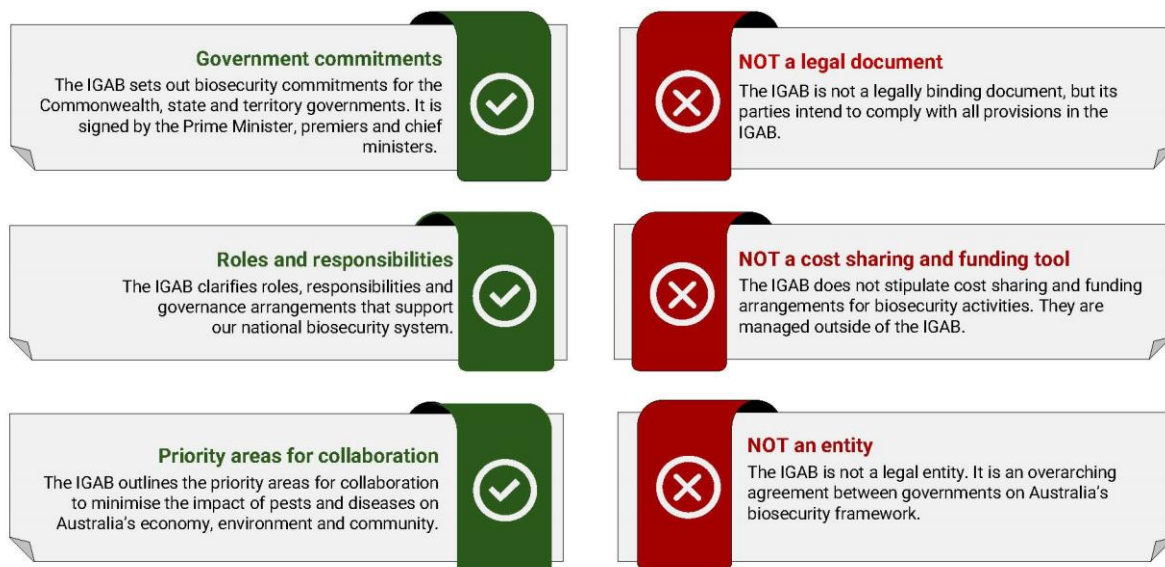 Government commitments
The IGAB sets out biosecurity commitments for the
Commonwealth, state and territory governments. It is
signed by the Prime Minister, premiers and chief
ministers.
NOT a legal document
The IGAB is not a legally binding document, but its
parties intend to comply with all provisions in the
IGAB.
Roles and responsibilities
The IGAB clarifies roles, responsibilities and
governance arrangements that support
our national biosecurity system.
NOT a cost sharing and funding tool
The IGAB does not stipulate cost sharing and funding
arrangements for biosecurity activities. They are
managed outside of the IGAB.
Priority areas for collaboration
The IGAB outlines the priority areas for collaboration
to minimise the impact of pests and diseases on
Australia's economy, environment and community.
NOT an entity
The IGAB is not a legal entity. It is an overarching
agreement between governments on Australia's
biosecurity framework.